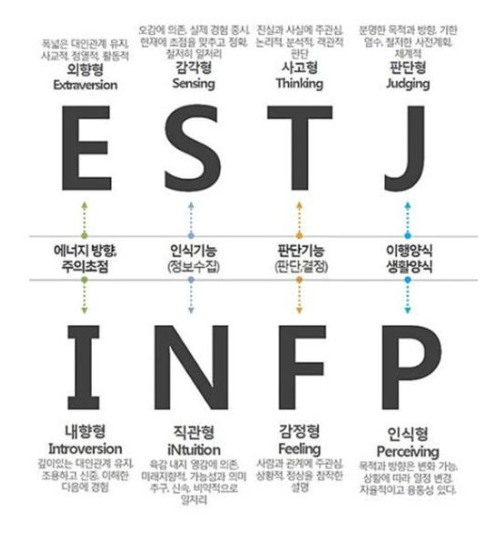 폭넓은 대인관계 유지,
사교적, 정열적, 활동적
외향형
Extraversion
오감에 의존, 실제 경험 중시,
현재에 초점을 맞추고 정확,
철저히 일처리
감각형
Sensing
진실과 사실에 주관심,
논리적, 분석적, 객관적
판단
사고형
Thinking
분명한 목적과 방향, 기한
엄수, 철저한 사전계획,
체계적
판단형
Judging
E S T J
에너지 방향,
주의초점
인식기능
(정보수집)
판단기능
(판단,결정)
이행양식
생활양식
I N F P
내향형
Introversion
깊이있는 대인관계 유지,
조용하고 신중, 이해한
다음에 경험
직관형
iNtuition
육감 내지 영감에 의존,
미래지향적, 가능성과 의미
추구, 신속, 비약적으로
일처리
감정형
Feeling
사람과 관계에 주관심,
상황적, 정상을 참작한
설명
인식형
Perceiving
목적과 방향은 변화 가능,
상황에 따라 일정 변경,
자율적이고 융통성 있다.